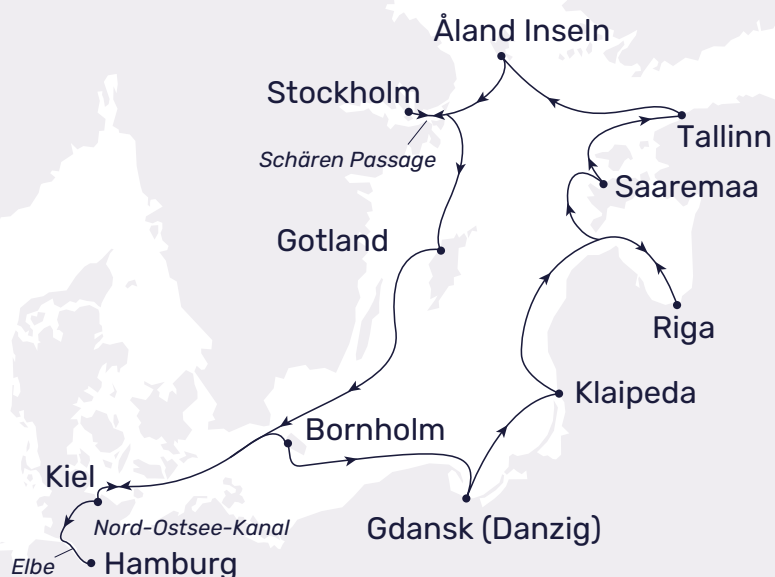 Åland Inseln
Stockholm
Tallinn
Schären Passage
Saaremaa
Gotland
Riga
Klaipeda
Bornholm
Kiel
Nord-Ostsee-Kanal
Gdansk (Danzig)
Elbe
Hamburg